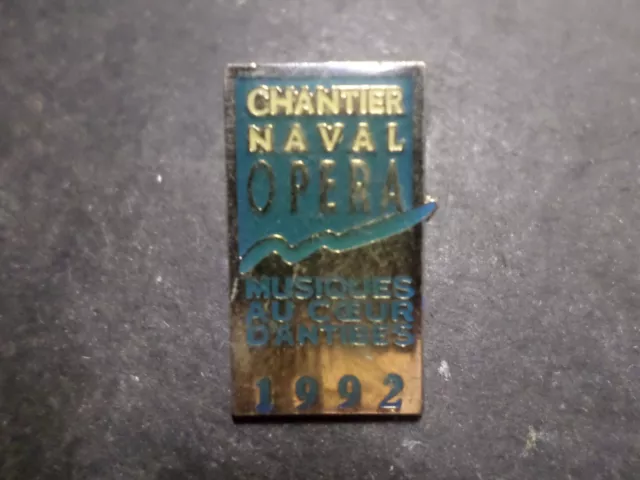 CHANTIER
NAVAL
OPERA
MUSIQUES
AU CŒUR
D'ANTIBES
1992